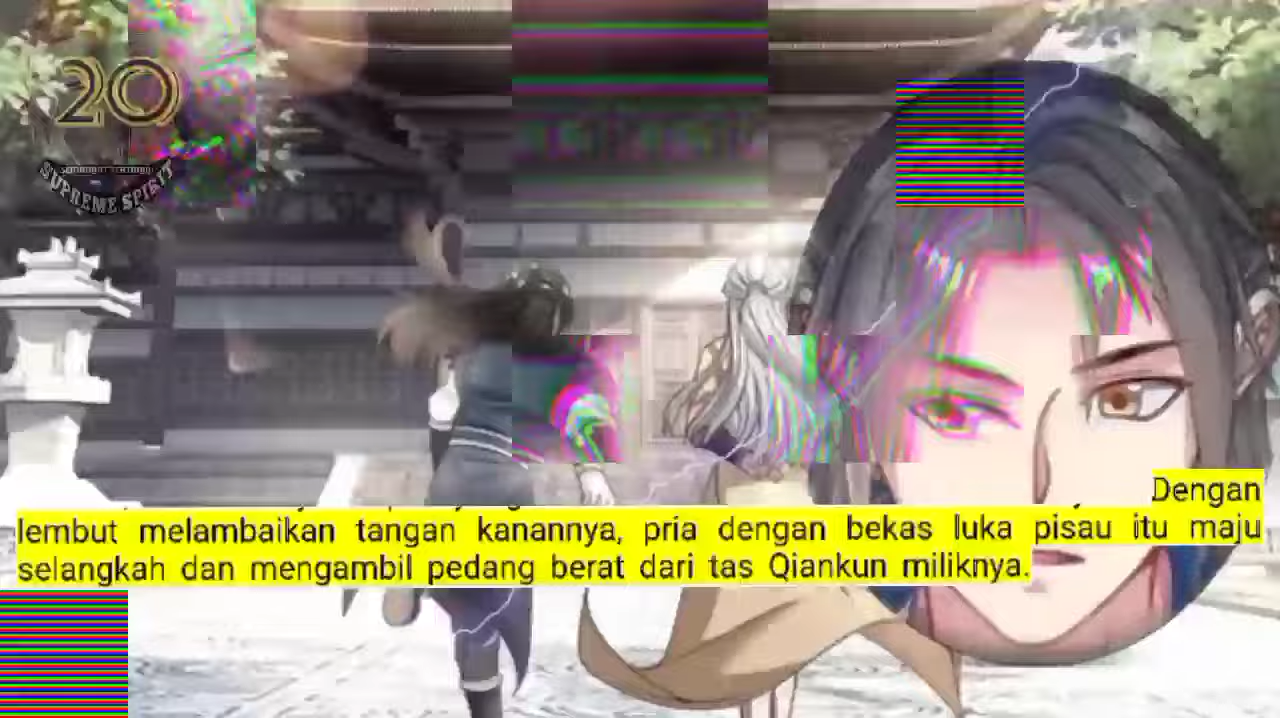 20
SUPREME SPIRIT
Dengan
lembut melambaikan tangan kanannya, pria dengan bekas luka pisau itu maju
selangkah dan mengambil pedang berat dari tas Qiankun miliknya.